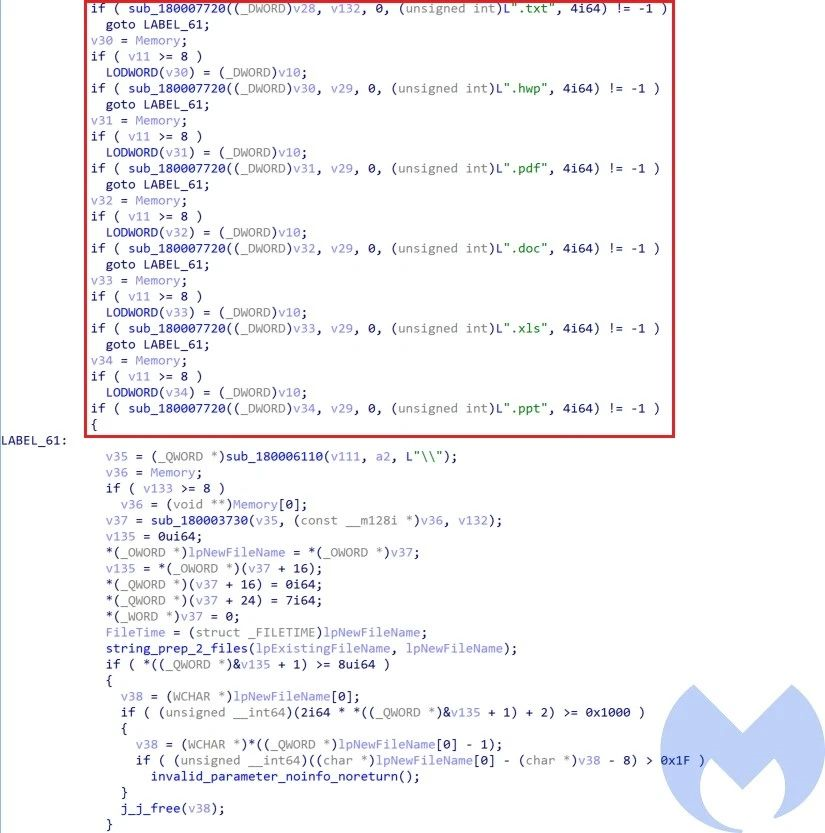 if ( sub_180007720((_DWORD)v28, v132, 0, (unsigned int)L".txt", 4i64) != -1 )
goto LABEL_61;
v30 = Memory;
if ( v11 >= 8 )
LODWORD(v30) = (_DWORD)v10;
if ( sub_180007720((_DWORD)v30, v29, 0, (unsigned int)L".hwp", 4i64) != -1 )
goto LABEL_61;
v31 = Memory;
if ( v11 >= 8 )
LODWORD(v31) = (_DWORD)v10;
if ( sub_180007720((_DWORD)v31, v29, 0, (unsigned int)L".pdf", 4i64) != -1 )
goto LABEL_61;
v32 = Memory;
if ( v11 >= 8 )
LODWORD(v32) = (_DWORD)v10;
if ( sub_180007720((_DWORD)v32, v29, 0, (unsigned int)L".doc", 4i64) != -1 )
goto LABEL_61;
v33 = Memory;
if ( v11 >= 8 )
LODWORD(v33) = (_DWORD)v10;
if ( sub_180007720((_DWORD)v33, v29, 0, (unsigned int)L".xls", 4i64) != -1 )
goto LABEL_61;
v34 = Memory;
if ( v11 >= 8 )
LODWORD(v34) = (_DWORD)v10;
if ( sub_180007720((_DWORD)v34, v29, 0, (unsigned int)L".ppt", 4i64) != -1 )
{
LABEL_61:
v35 = (_QWORD *)sub_180006110(v111, a2, L"\\");
v36 = Memory;
if ( v133 >= 8 )
v36 = (void **)Memory[0];
v37 = sub_180003730(v35, (const __m128i *)v36, v132);
v135 = 0ui64;
*(_OWORD *)lpNewFileName = *(_OWORD *)v37;
v135 = *(_OWORD *)(v37 + 16);
*(_QWORD *)(v37 + 16) = 0i64;
*(_QWORD *)(v37 + 24) = 7i64;
*(_WORD *)v37 = 0;
FileTime = (struct _FILETIME)lpNewFileName;
string_prep_2_files(lpExistingFileName, lpNewFileName);
if ( *((_QWORD *)&v135 + 1) >= 8ui64 )
{
v38 = (WCHAR *)lpNewFileName[0];
if ( (unsigned __int64)(2i64 * *((_QWORD *)&v135 + 1) + 2) >= 0x1000 )
{
v38 = (WCHAR *)*((_QWORD *)lpNewFileName[0] - 1);
if ( (unsigned __int64)((char *)lpNewFileName[0] - (char *)v38 - 8) > 0x1F )
invalid_parameter_noinfo_noreturn();
}
j_j_free(v38);
}